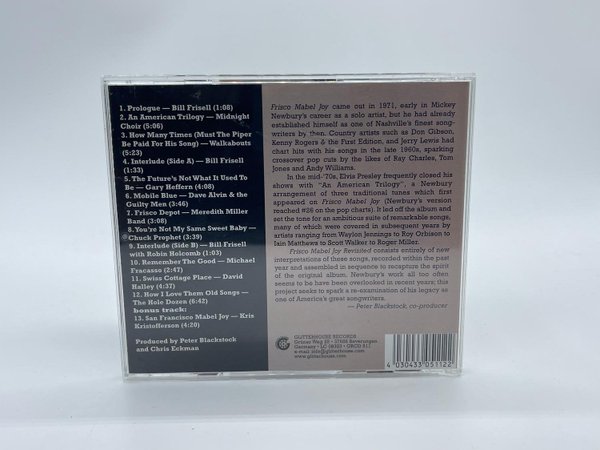 1. Prologue — Bill Frisell (1:08)
2. An American Trilogy — Midnight
Choir (5:06)
3. How Many Times (Must The Piper
Be Paid For His Song) — Walkabouts
(5:23)
4. Interlude (Side A) — Bill Frisell
(1:33)
5. The Future's Not What It Used To
Be — Gary Heffern (4:08)
6. Mobile Blue — Dave Alvin & the
Guilty Men (3:46)
7. Frisco Depot — Meredith Miller
Band (3:08)
8. You're Not My Same Sweet Baby —
Chuck Prophet (3:39)
9. Interlude (Side B) — Bill Frisell
with Robin Holcomb (1:03)
10. Remember The Good — Michael
Fracasso (2:47)
11. Swiss Cottage Place — David
Halley (4:37)
12. How I Love Them Old Songs —
The Hole Dozen (6:42)
bonus track:
13. San Francisco Mabel Joy — Kris
Kristofferson (4:20)
Produced by Peter Blackstock
and Chris Eckman
Frisco Mabel Joy came out in 1971, early in Mickey
Newbury's career as a solo artist, but he had already
established himself as one of Nashville's finest song-
writers by then. Country artists such as Don Gibson,
Kenny Rogers & the First Edition, and Jerry Lewis had
chart hits with his songs in the late 1960s, sparking
crossover pop cuts by the likes of Ray Charles, Tom
Jones and Andy Williams.
In the mid-'70s, Elvis Presley frequently closed his
shows with "An American Trilogy", a Newbury
arrangement of three traditional tunes which first
appeared on Frisco Mabel Joy (Newbury's version
reached #26 on the pop charts). It led off the album and
set the tone for an ambitious suite of remarkable songs,
many of which were covered in subsequent years by
artists ranging from Waylon Jennings to Roy Orbison to
Iain Matthews to Scott Walker to Roger Miller.
Frisco Mabel Joy Revisited consists entirely of new
interpretations of these songs, recorded within the past
year and assembled in sequence to recapture the spirit
of the original album. Newbury's work all too often
seems to have been overlooked in recent years; this
project seeks to spark a re-examination of his legacy as
one of America's great songwriters.
— Peter Blackstock, co-producer
GLITTERHOUSE RECORDS
Grüner Weg 25 · 37688 Beverungen
Germany · LC 08323 · GRCD 511
e-mail info@glitterhouse.com
www.glitterhouse.com
4 030433 051122